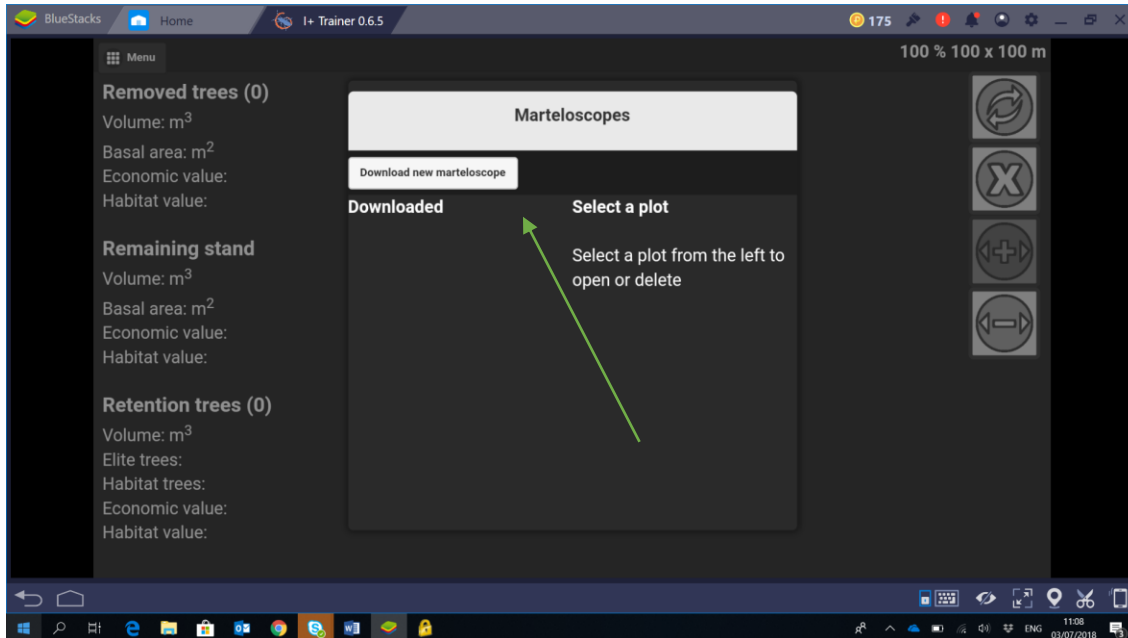 BlueStacks Home I+ Trainer 0.6.5 175
Menu 100 % 100 x 100 m
Removed trees (0)
Volume: m³
Basal area: m²
Economic value:
Habitat value:
Remaining stand
Volume: m³
Basal area: m²
Economic value:
Habitat value:
Retention trees (0)
Volume: m³
Elite trees:
Habitat trees:
Economic value:
Habitat value:
Marteloscopes
Download new marteloscope
Downloaded
Select a plot
Select a plot from the left to
open or delete
X
ENG 11:08
03/07/2018